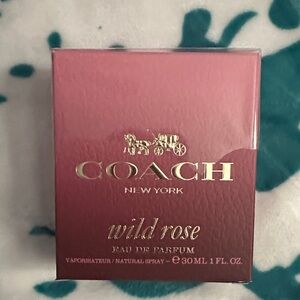 COACH
NEW YORK
wild rose
EAU DE PARFUM
VAPORISATEUR / NATURAL SPRAY - ℮ 30 ML 1 FL. OZ.